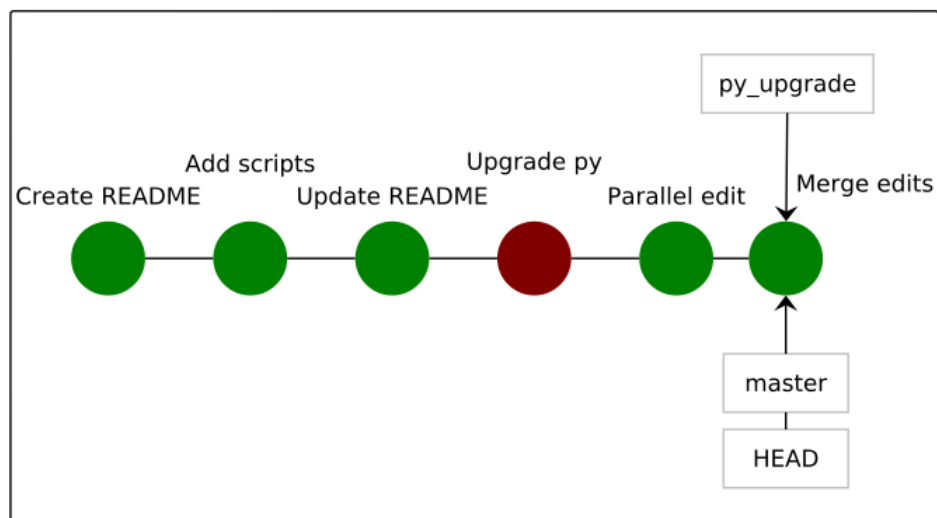 py_upgrade
Add scripts
Upgrade py
Create README
Update README
Parallel edit
Merge edits
master
HEAD